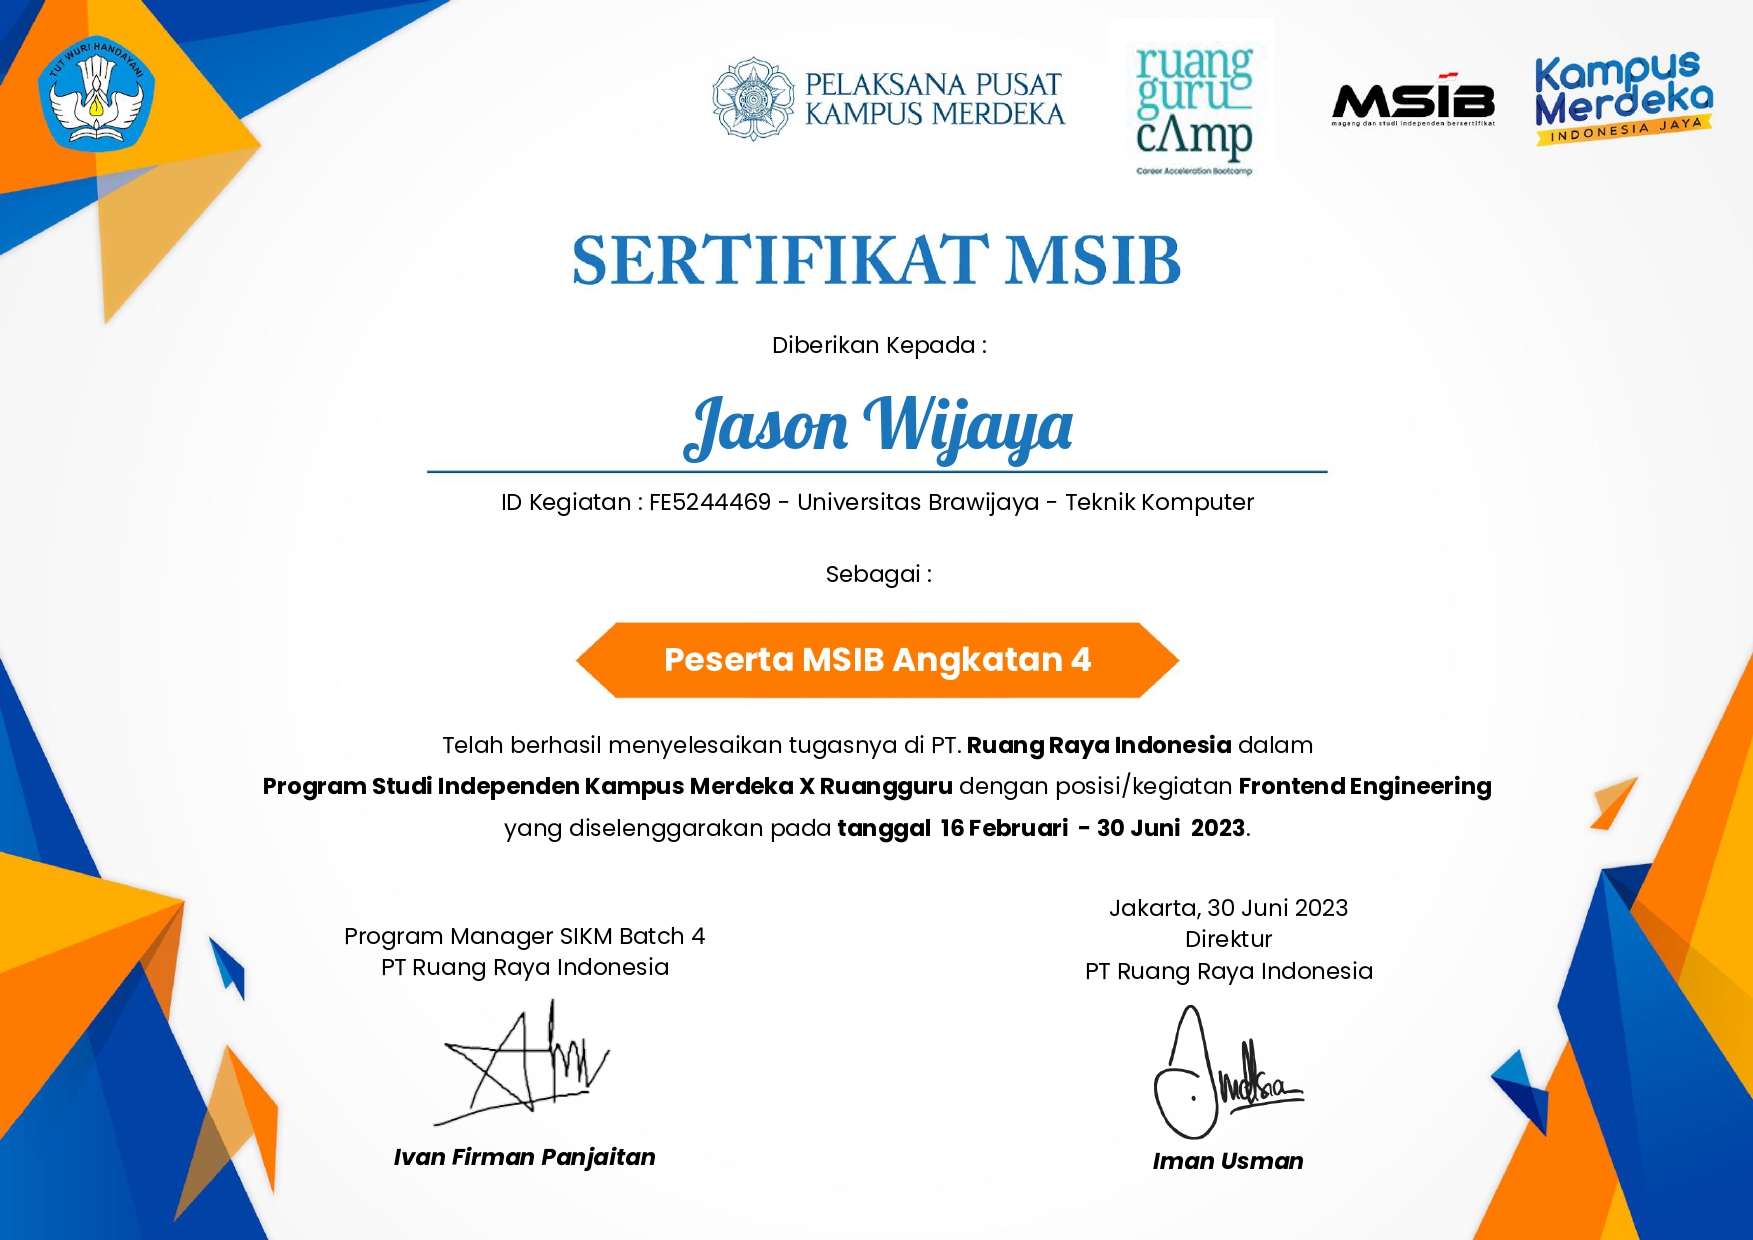 TUT WURI HANDAYANI
PELAKSANA PUSAT
KAMPUS MERDEKA
ruang
guru
cAmp
Career Acceleration Bootcamp
MSIB
magang dan studi independen bersertifikat
Kampus
Merdeka
INDONESIA JAYA
SERTIFIKAT MSIB
Diberikan Kepada :
Jason Wijaya
ID Kegiatan : FE5244469 - Universitas Brawijaya - Teknik Komputer
Sebagai :
Peserta MSIB Angkatan 4
Telah berhasil menyelesaikan tugasnya di PT. Ruang Raya Indonesia dalam
Program Studi Independen Kampus Merdeka X Ruangguru dengan posisi/kegiatan Frontend Engineering
yang diselenggarakan pada tanggal 16 Februari - 30 Juni 2023.
Program Manager SIKM Batch 4
PT Ruang Raya Indonesia
Ivan Firman Panjaitan
Jakarta, 30 Juni 2023
Direktur
PT Ruang Raya Indonesia
Iman Usman